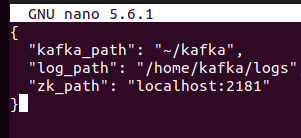 GNU nano 5.6.1
{
  "kafka_path": "~/kafka",
  "log_path": "/home/kafka/logs"
  "zk_path": "localhost:2181"
}